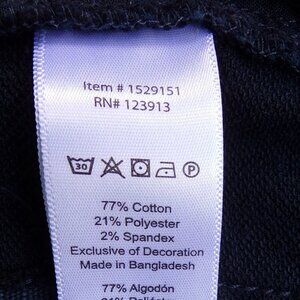 Item # 1529151
RN# 123913
30 P
77% Cotton
21% Polyester
2% Spandex
Exclusive of Decoration
Made in Bangladesh
77% Algodón